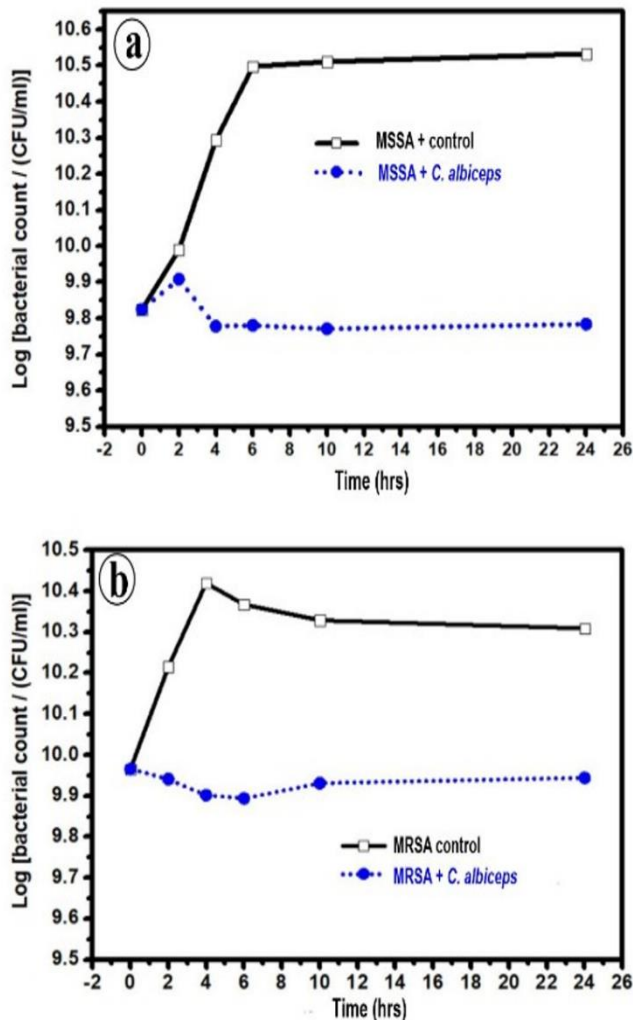 a
10.6
10.5
10.4
10.3
10.2
10.1
10.0
9.9
9.8
9.7
9.6
9.5
Log [bacterial count / (CFU/ml)]
MSSA + control
MSSA + C. albiceps
-2 0 2 4 6 8 10 12 14 16 18 20 22 24 26
Time (hrs)
b
10.5
10.4
10.3
10.2
10.1
10.0
9.9
9.8
9.7
9.6
9.5
Log [bacterial count / (CFU/ml)]
MRSA control
MRSA + C. albiceps
-2 0 2 4 6 8 10 12 14 16 18 20 22 24 26
Time (hrs)